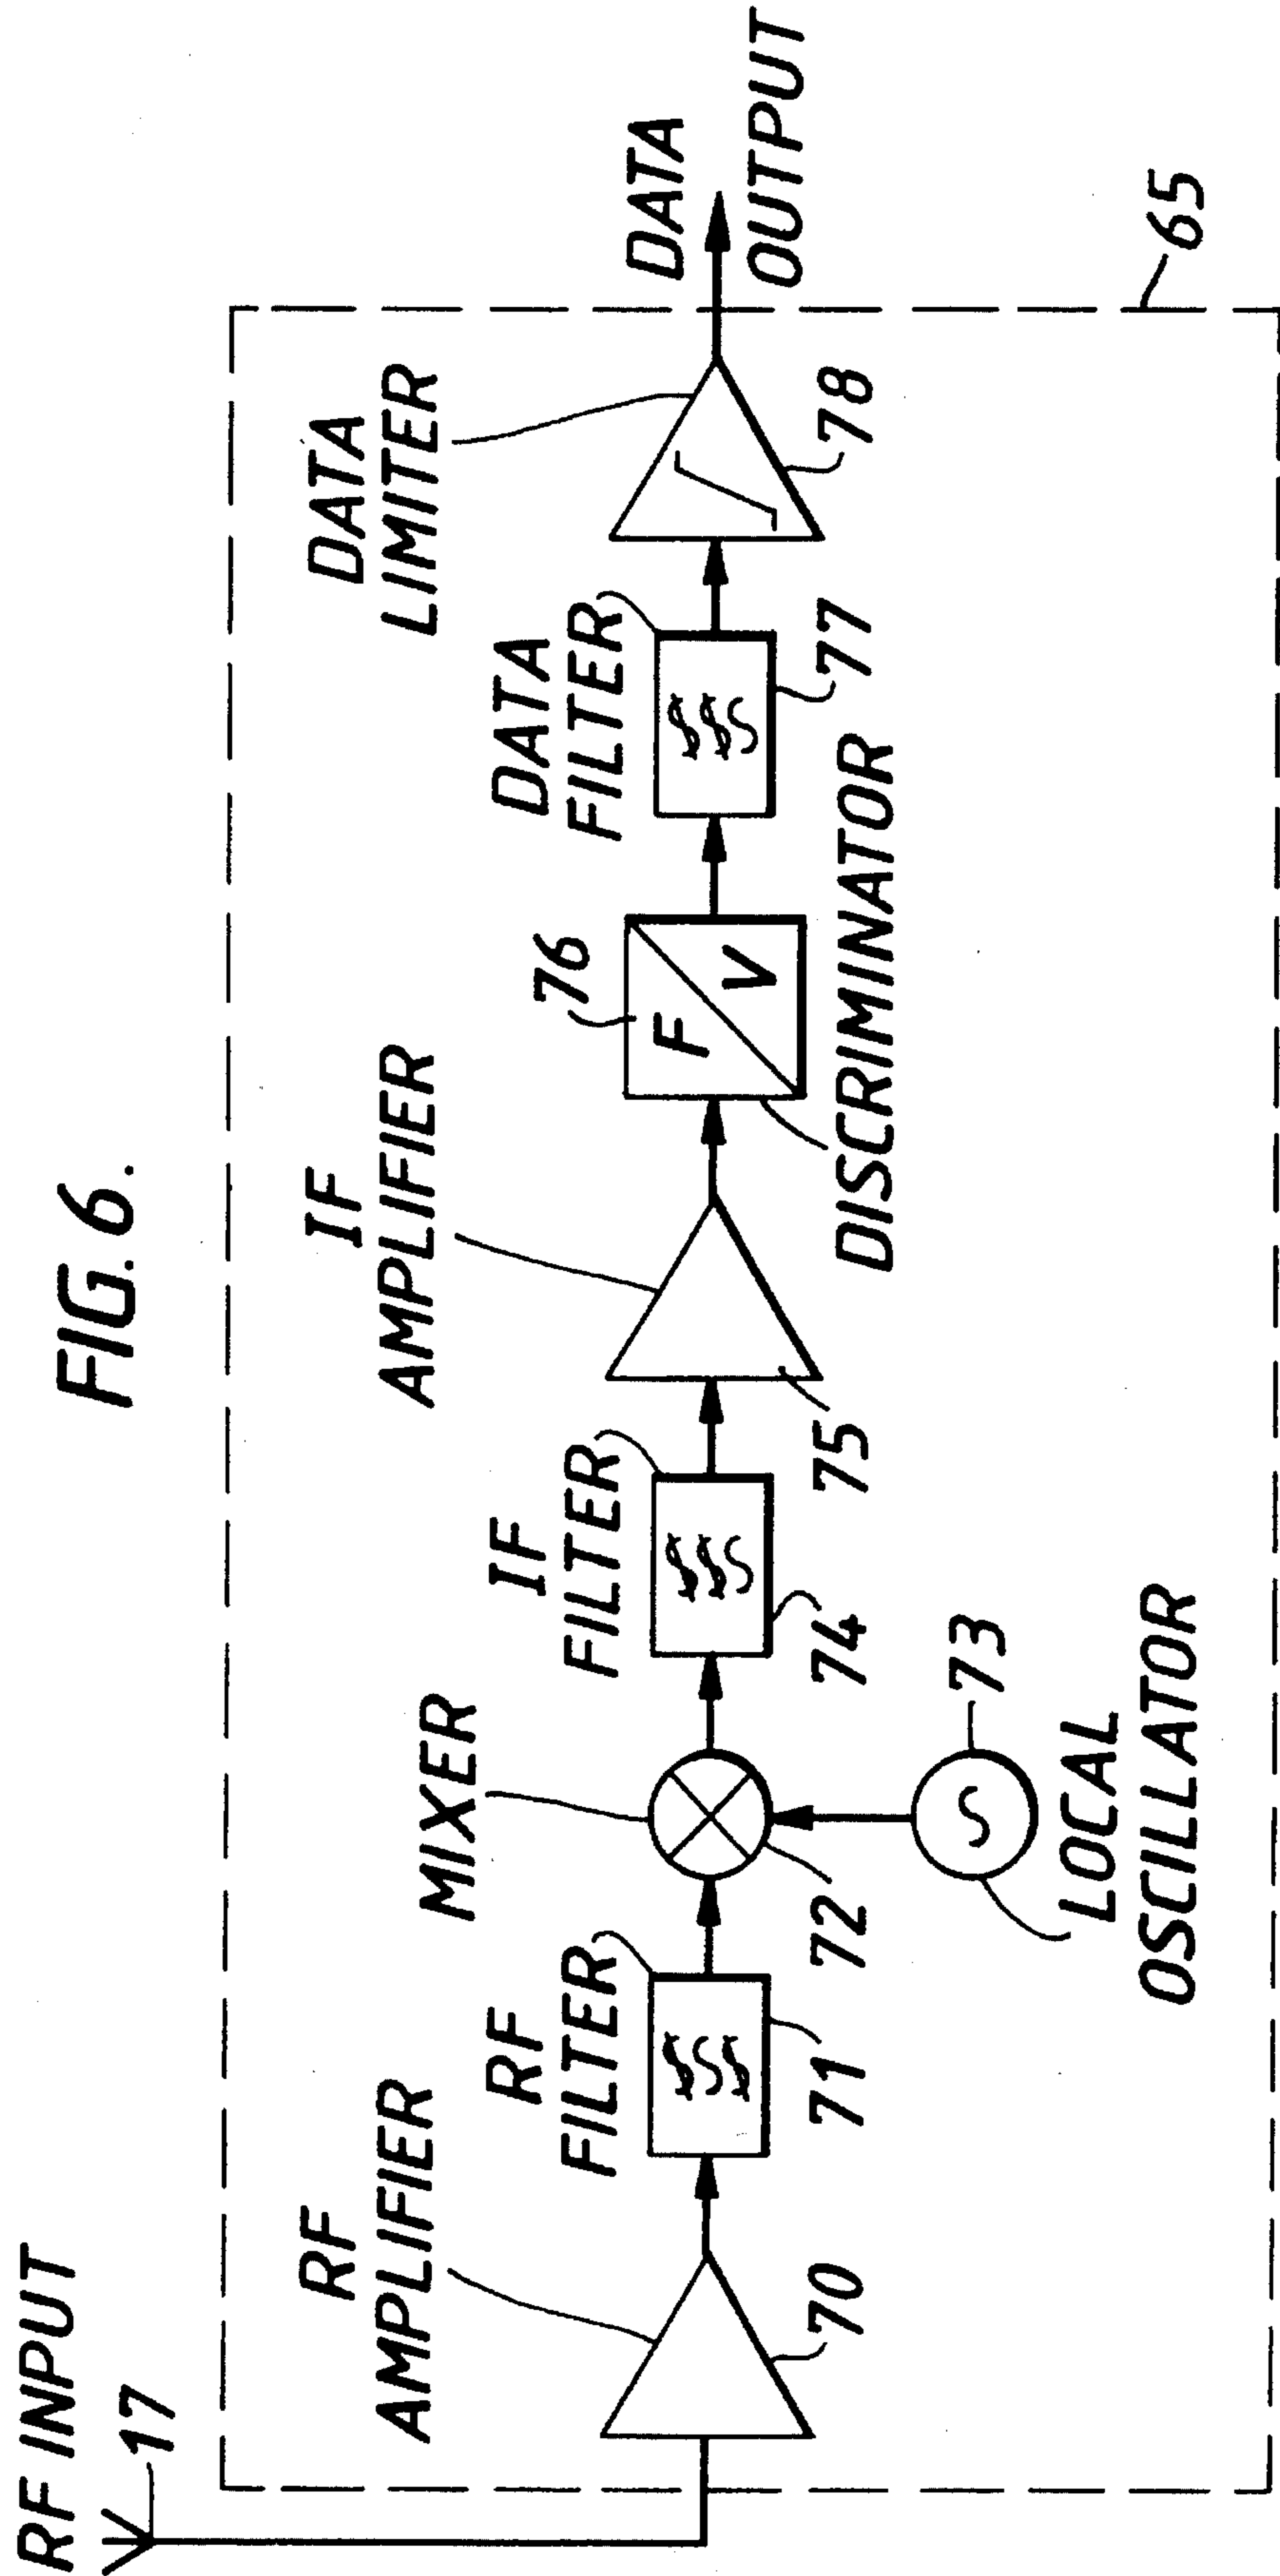 FIG. 6.
RF INPUT
17
RF
AMPLIFIER
70
RF
FILTER
71
MIXER
72
73
LOCAL
OSCILLATOR
IF
FILTER
74
IF
AMPLIFIER
75
76
F
V
DISCRIMINATOR
DATA
FILTER
77
DATA
LIMITER
78
DATA
OUTPUT
65